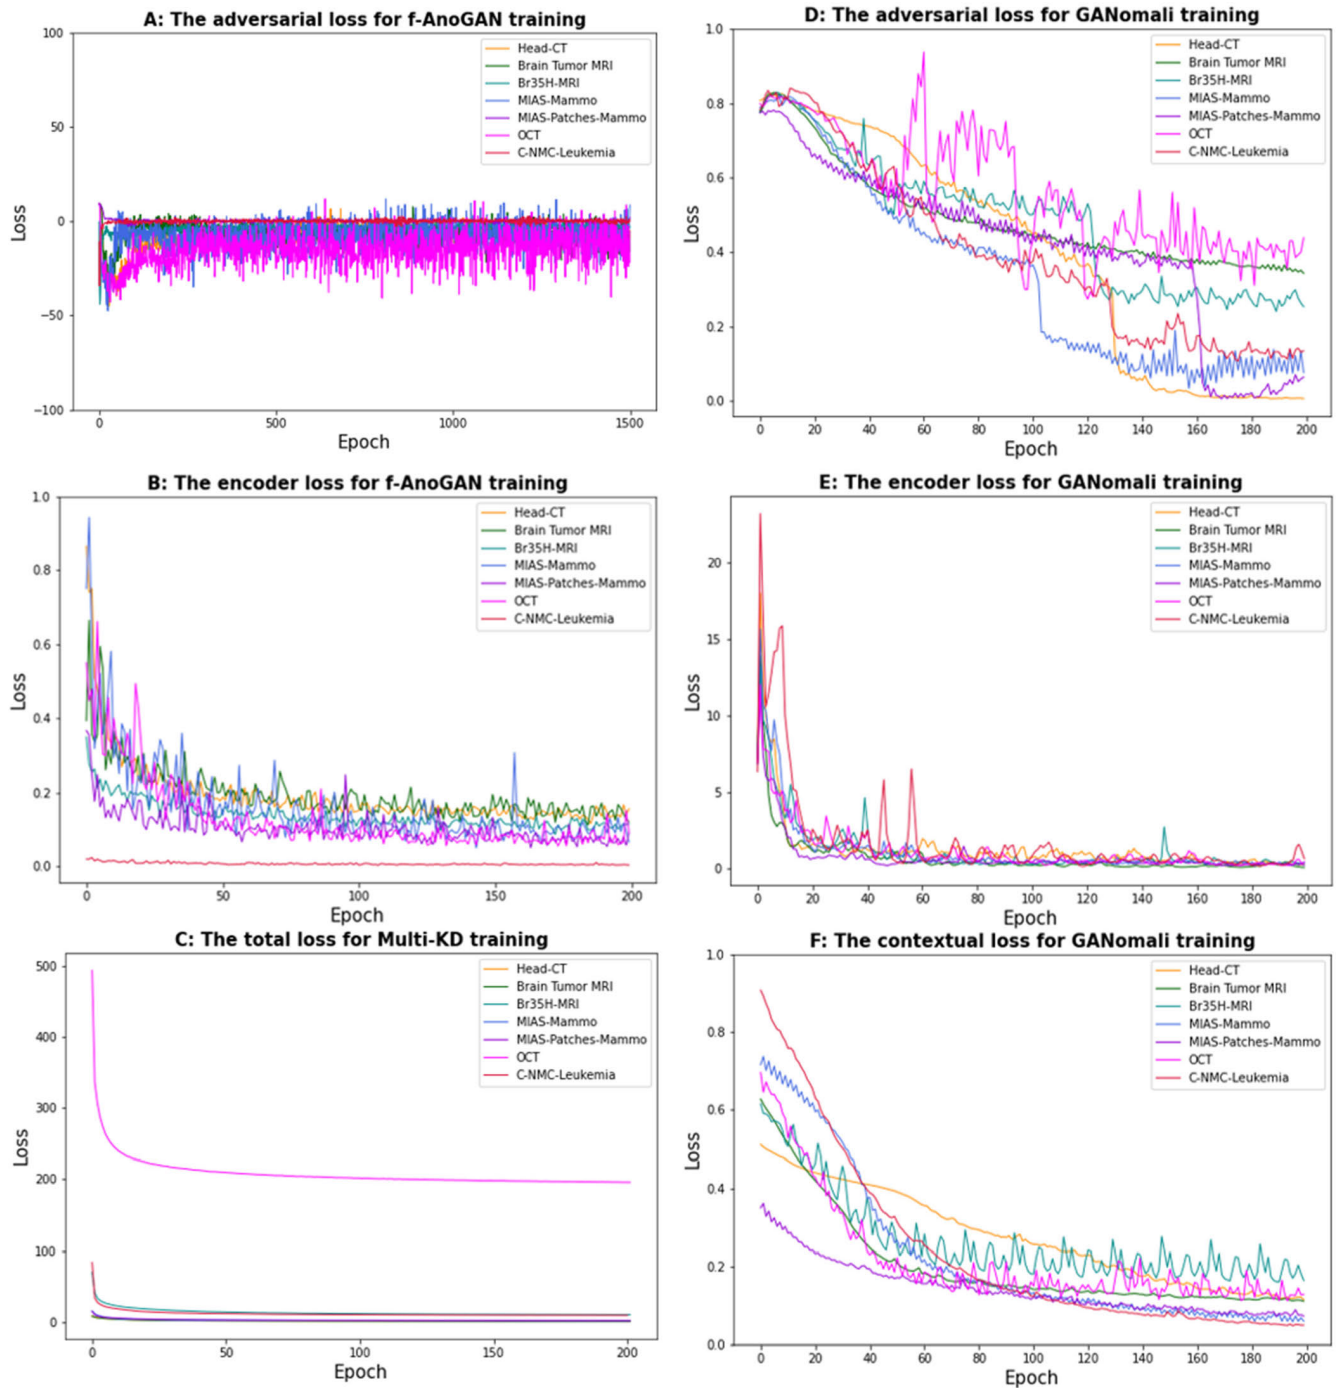 A: The adversarial loss for f-AnoGAN training
100
50
0
−50
−100
Loss
0
500
1000
1500
Epoch
Head-CT
Brain Tumor MRI
Br35H-MRI
MIAS-Mammo
MIAS-Patches-Mammo
OCT
C-NMC-Leukemia
D: The adversarial loss for GANomali training
1.0
0.8
0.6
0.4
0.2
0.0
Loss
0 20 40 60 80 100 120 140 160 180 200
Epoch
Head-CT
Brain Tumor MRI
Br35H-MRI
MIAS-Mammo
MIAS-Patches-Mammo
OCT
C-NMC-Leukemia
B: The encoder loss for f-AnoGAN training
1.0
0.8
0.6
0.4
0.2
0.0
Loss
0 50 100 150 200
Epoch
Head-CT
Brain Tumor MRI
Br35H-MRI
MIAS-Mammo
MIAS-Patches-Mammo
OCT
C-NMC-Leukemia
E: The encoder loss for GANomali training
20
15
10
5
0
Loss
0 20 40 60 80 100 120 140 160 180 200
Epoch
Head-CT
Brain Tumor MRI
Br35H-MRI
MIAS-Mammo
MIAS-Patches-Mammo
OCT
C-NMC-Leukemia
C: The total loss for Multi-KD training
500
400
300
200
100
0
Loss
0 50 100 150 200
Epoch
Head-CT
Brain Tumor MRI
Br35H-MRI
MIAS-Mammo
MIAS-Patches-Mammo
OCT
C-NMC-Leukemia
F: The contextual loss for GANomali training
1.0
0.8
0.6
0.4
0.2
0.0
Loss
0 20 40 60 80 100 120 140 160 180 200
Epoch
Head-CT
Brain Tumor MRI
Br35H-MRI
MIAS-Mammo
MIAS-Patches-Mammo
OCT
C-NMC-Leukemia